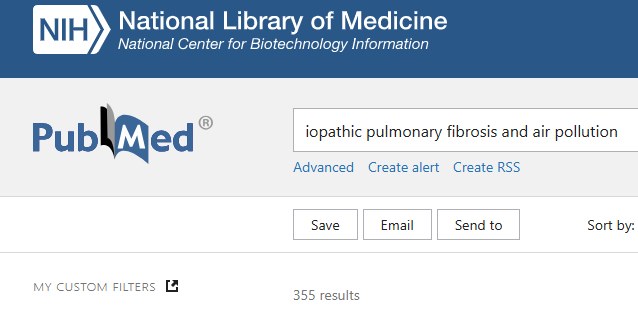 NIH
National Library of Medicine
National Center for Biotechnology Information
PubMed®
iopathic pulmonary fibrosis and air pollution
Advanced Create alert Create RSS
Save Email Send to Sort by:
MY CUSTOM FILTERS
355 results